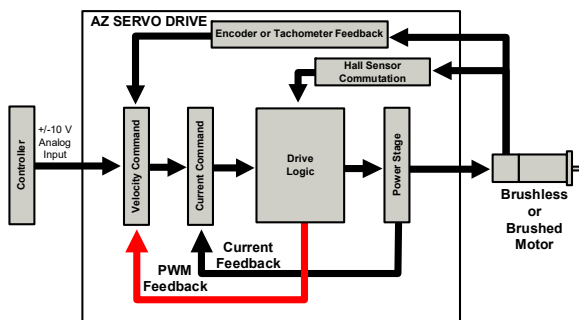 AZ SERVO DRIVE
Encoder or Tachometer Feedback
Hall Sensor
Commutation
Controller
+/-10 V
Analog
Input
Velocity Command
Current Command
Drive
Logic
Power Stage
Brushless
or
Brushed
Motor
Current
Feedback
PWM
Feedback